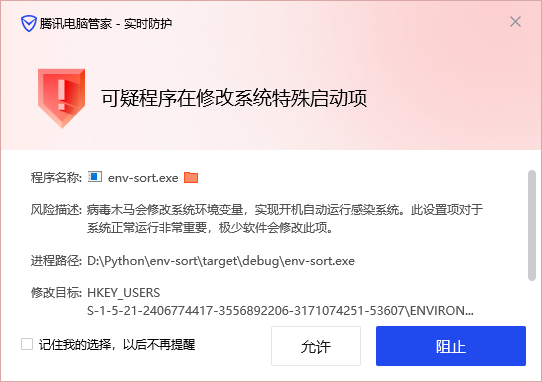 腾讯电脑管家 - 实时防护
可疑程序在修改系统特殊启动项
程序名称: env-sort.exe
风险描述: 病毒木马会修改系统环境变量，实现开机自动运行感染系统。此设置项对于
系统正常运行非常重要，极少软件会修改此项。
进程路径: D:\Python\env-sort\target\debug\env-sort.exe
修改目标: HKEY_USERS
S-1-5-21-2406774417-3556892206-3171074251-53607\ENVIRON...
记住我的选择，以后不再提醒
允许
阻止